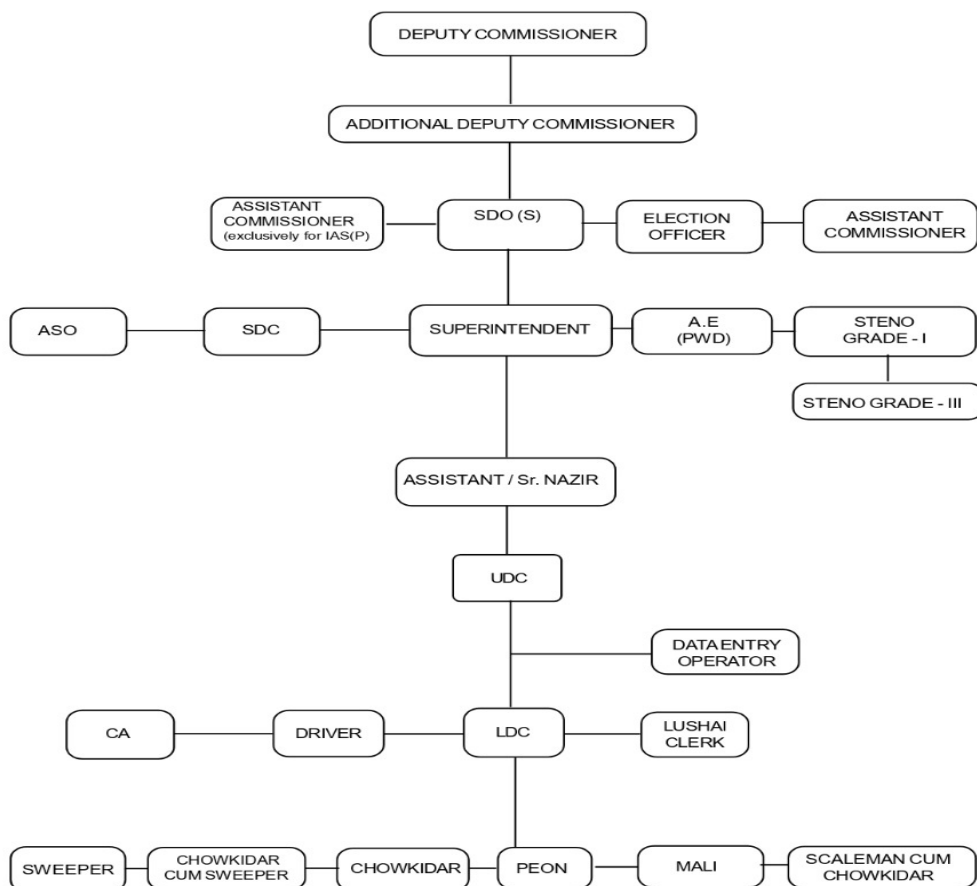 DEPUTY COMMISSIONER
ADDITIONAL DEPUTY COMMISSIONER
ASSISTANT
COMMISSIONER
(exclusively for IAS(P)
SDO (S)
ELECTION
OFFICER
ASSISTANT
COMMISSIONER
ASO
SDC
SUPERINTENDENT
A.E
(PWD)
STENO
GRADE - I
STENO GRADE - III
ASSISTANT / Sr. NAZIR
UDC
DATA ENTRY
OPERATOR
CA
DRIVER
LDC
LUSHAI
CLERK
SWEEPER
CHOWKIDAR
CUM SWEEPER
CHOWKIDAR
PEON
MALI
SCALEMAN CUM
CHOWKIDAR